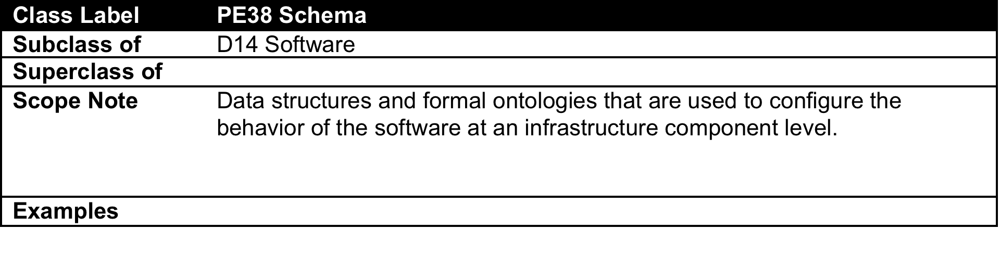 Class Label PE38 Schema
Subclass of D14 Software
Superclass of
Scope Note Data structures and formal ontologies that are used to configure the
behavior of the software at an infrastructure component level.
Examples